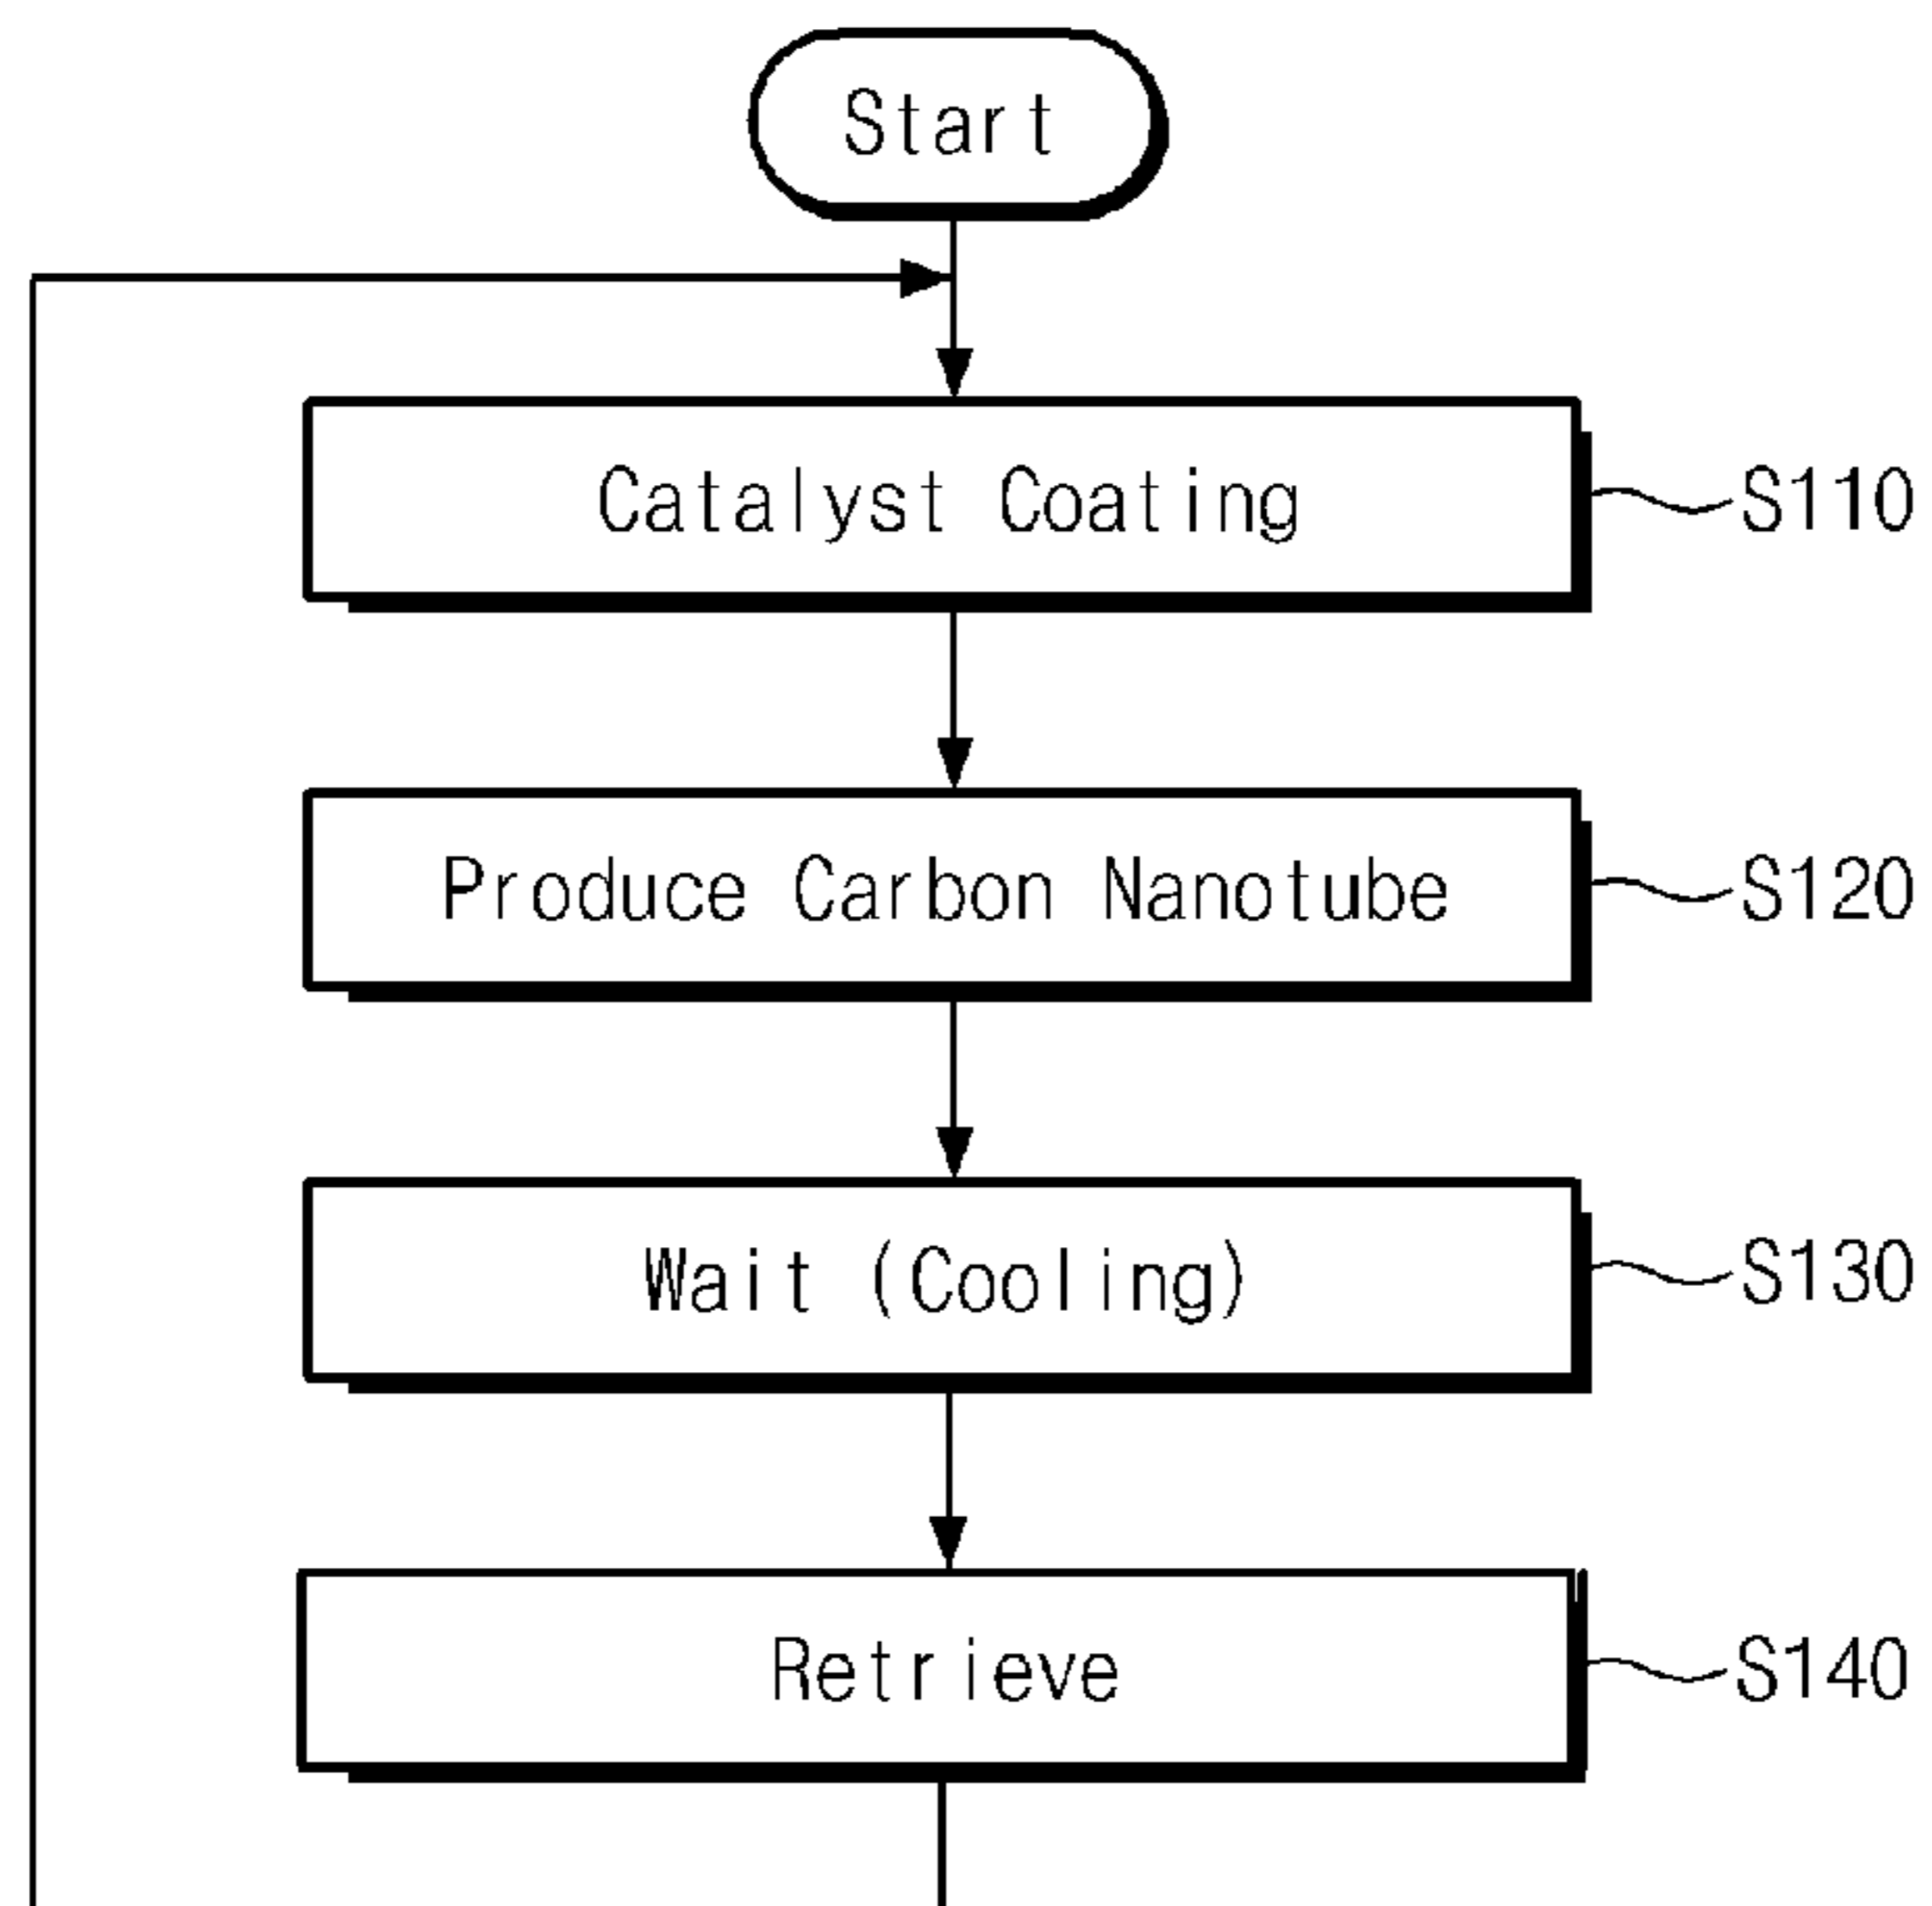 Start
Catalyst Coating
S110
Produce Carbon Nanotube
S120
Wait (Cooling)
S130
Retrieve
S140